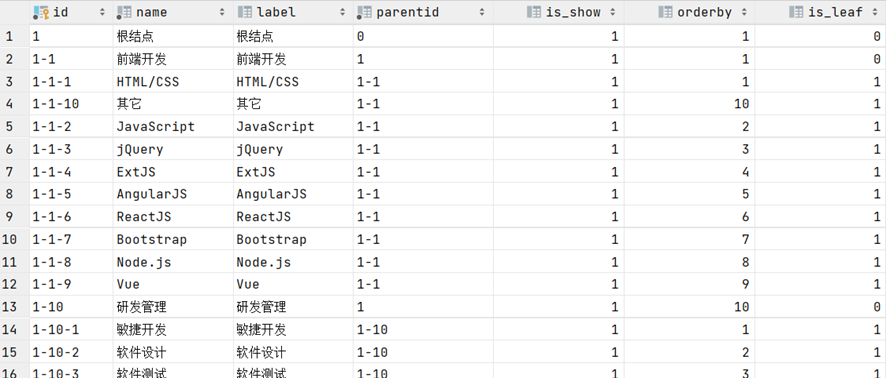 id name label parentid is_show orderby is_leaf
1 1 根结点 根结点 0 1 1 0
2 1-1 前端开发 前端开发 1 1 1 0
3 1-1-1 HTML/CSS HTML/CSS 1-1 1 1 1
4 1-1-10 其它 其它 1-1 1 10 1
5 1-1-2 JavaScript JavaScript 1-1 1 2 1
6 1-1-3 jQuery jQuery 1-1 1 3 1
7 1-1-4 ExtJS ExtJS 1-1 1 4 1
8 1-1-5 AngularJS AngularJS 1-1 1 5 1
9 1-1-6 ReactJS ReactJS 1-1 1 6 1
10 1-1-7 Bootstrap Bootstrap 1-1 1 7 1
11 1-1-8 Node.js Node.js 1-1 1 8 1
12 1-1-9 Vue Vue 1-1 1 9 1
13 1-10 研发管理 研发管理 1 1 10 0
14 1-10-1 敏捷开发 敏捷开发 1-10 1 1 1
15 1-10-2 软件设计 软件设计 1-10 1 2 1
16 1-10-3 软件测试 软件测试 1-10 1 3 1